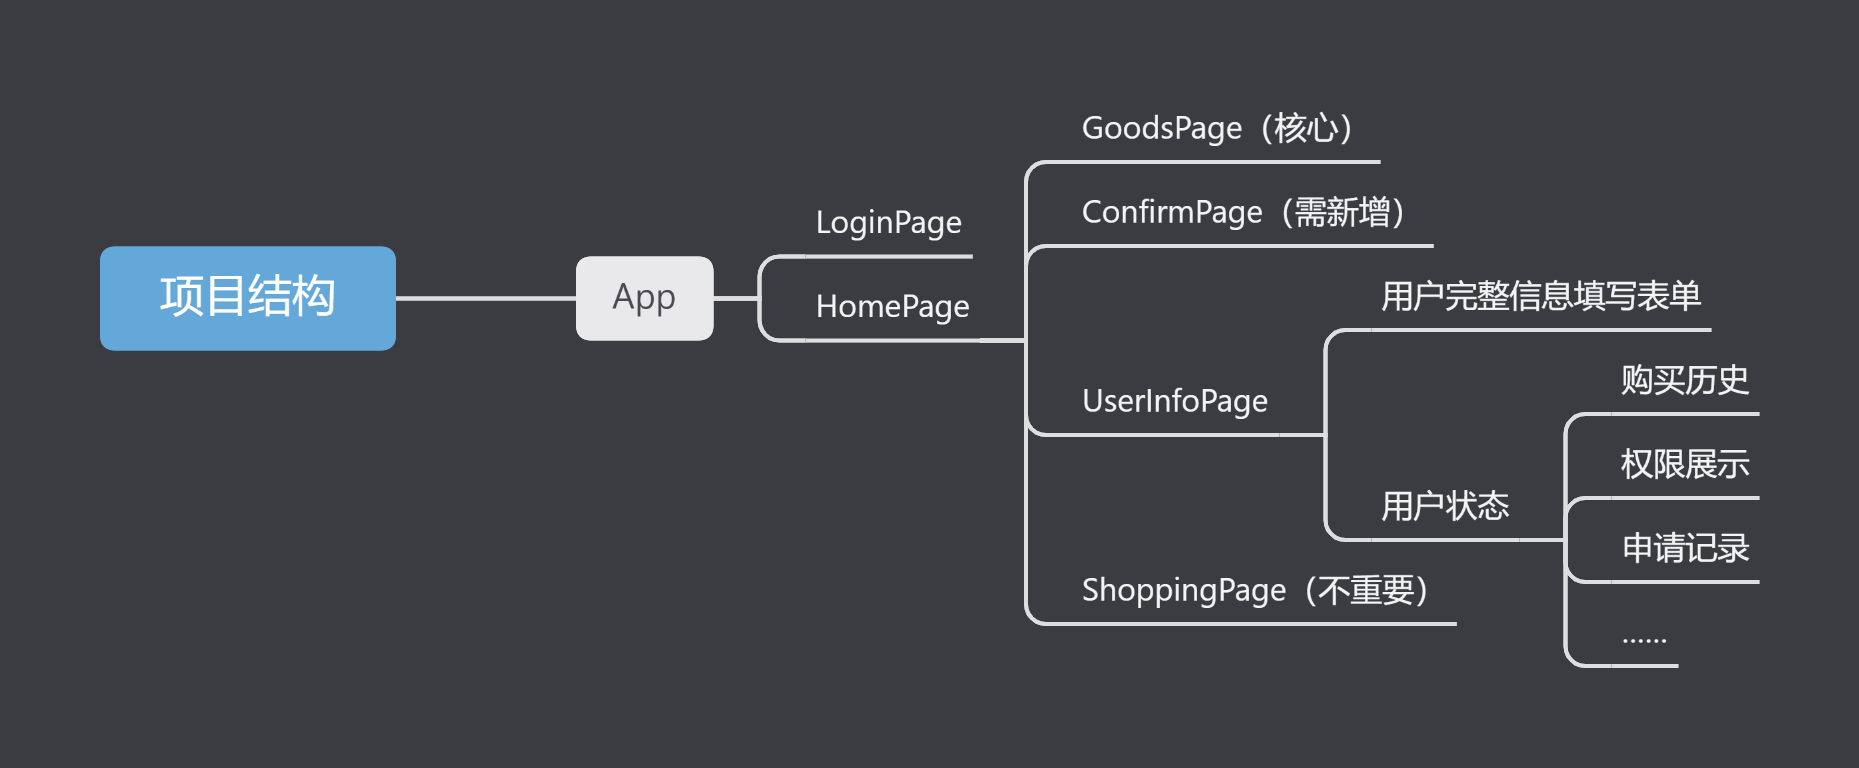 项目结构
App
LoginPage
HomePage
GoodsPage（核心）
ConfirmPage（需新增）
UserInfoPage
用户完整信息填写表单
用户状态
购买历史
权限展示
申请记录
……
ShoppingPage（不重要）